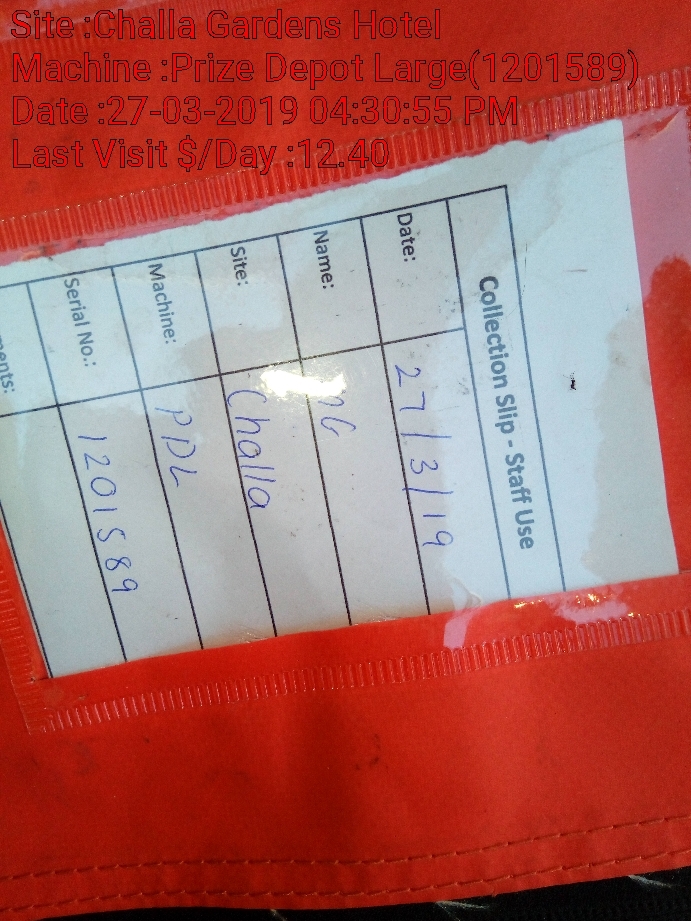 Site :Challa Gardens Hotel
Machine :Prize Depot Large(1201589)
Date :27-03-2019 04:30:55 PM
Last Visit $/Day :12.40
Collection Slip - Staff Use
Date: 27/3/19
Name:
Site: Challa
Machine: PDL
Serial No.: 1201589